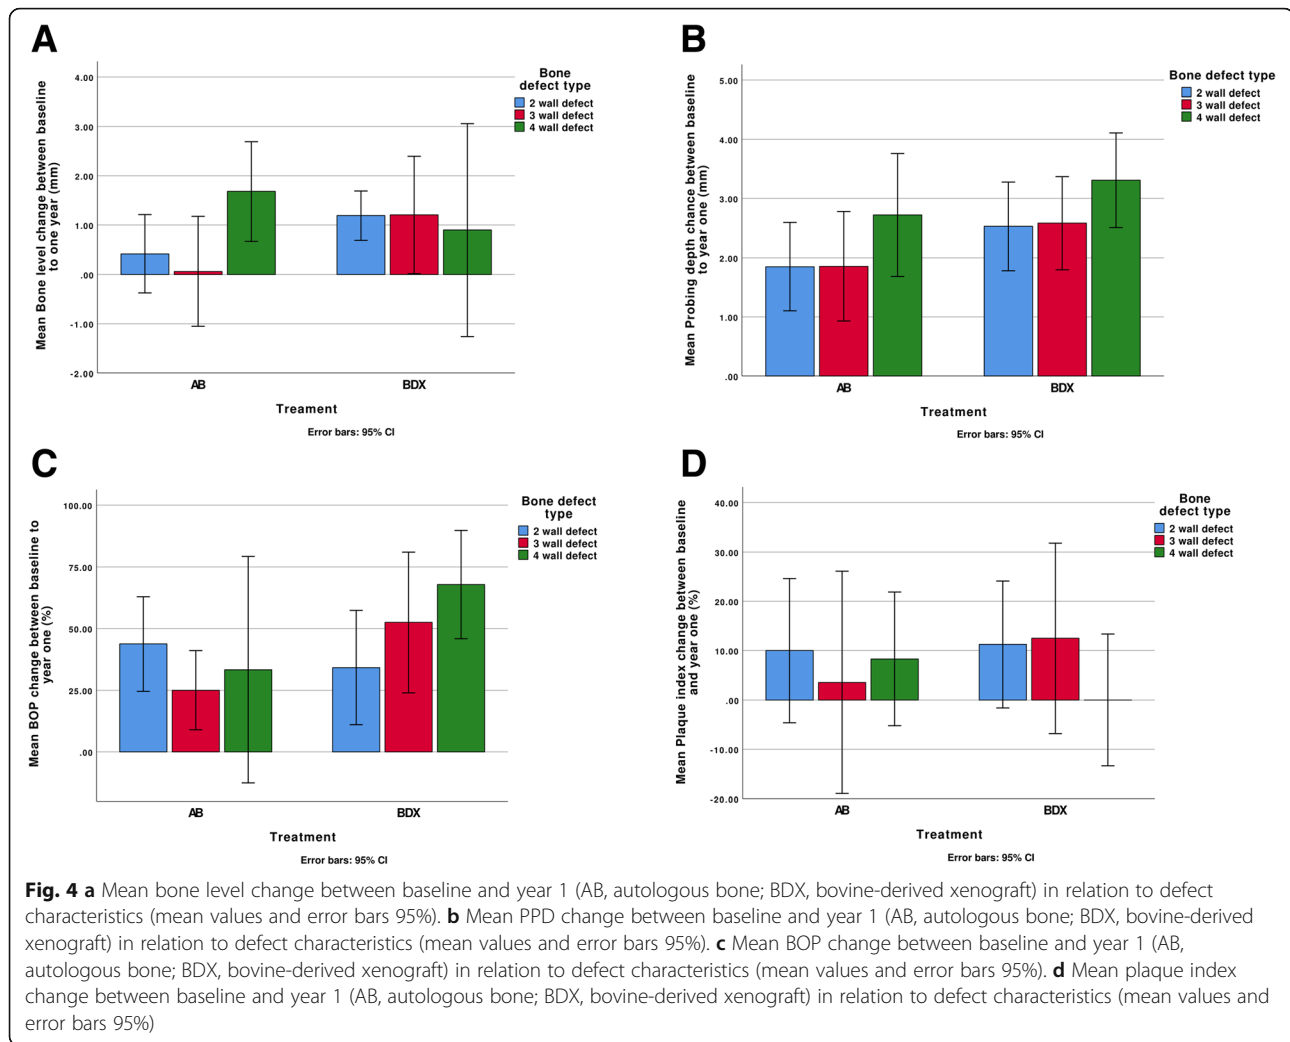 A
Mean Bone level change between baseline
to one year (mm)
4.00
3.00
2.00
1.00
.00
-1.00
-2.00
AB
BDX
Treament
Error bars: 95% CI
Bone
defect type
2 wall defect
3 wall defect
4 wall defect
B
Mean Probing depth chance between baseline
to year one (mm)
5.00
4.00
3.00
2.00
1.00
.00
AB
BDX
Treatment
Error bars: 95% CI
Bone defect type
2 wall defect
3 wall defect
4 wall defect
C
Mean BOP change between baseline to
year one (%)
100.00
75.00
50.00
25.00
.00
AB
BDX
Treatment
Error bars: 95% CI
Bone defect
type
2 wall defect
3 wall defect
4 wall defect
D
Mean Plaque index change between baseline
and year one (%)
40.00
30.00
20.00
10.00
.00
-10.00
-20.00
AB
BDX
Treatment
Error bars: 95% CI
Bone
defect type
2 wall defect
3 wall defect
4 wall defect
Fig. 4 a Mean bone level change between baseline and year 1 (AB, autologous bone; BDX, bovine-derived xenograft) in relation to defect
characteristics (mean values and error bars 95%). b Mean PPD change between baseline and year 1 (AB, autologous bone; BDX, bovine-derived
xenograft) in relation to defect characteristics (mean values and error bars 95%). c Mean BOP change between baseline and year 1 (AB,
autologous bone; BDX, bovine-derived xenograft) in relation to defect characteristics (mean values and error bars 95%). d Mean plaque index
change between baseline and year 1 (AB, autologous bone; BDX, bovine-derived xenograft) in relation to defect characteristics (mean values and
error bars 95%)